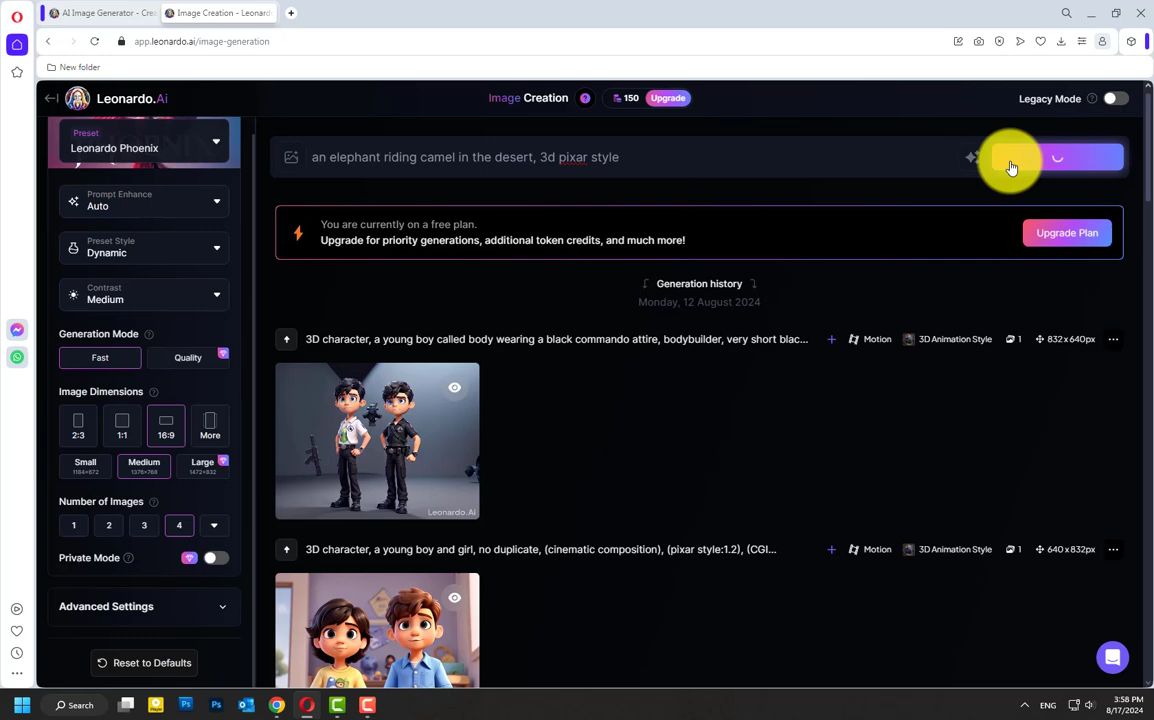 AI Image Generator - Cre
Image Creation - Leonard
app.leonardo.ai/image-generation
New folder
Leonardo.Ai
Image Creation
150
Upgrade
Legacy Mode
Preset
Leonardo Phoenix
an elephant riding camel in the desert, 3d pixar style
Prompt Enhance
Auto
You are currently on a free plan.
Upgrade for priority generations, additional token credits, and much more!
Upgrade Plan
Preset Style
Dynamic
Generation history
Monday, 12 August 2024
Contrast
Medium
Generation Mode
Fast
Quality
3D character, a young boy called body wearing a black commando attire, bodybuilder, very short blac...
Motion
3D Animation Style
1
832 x 640px
Image Dimensions
2:3
1:1
16:9
More
Small
1184×672
Medium
1376×768
Large
1472×832
Number of Images
1
2
3
4
Leonardo.Ai
Private Mode
3D character, a young boy and girl, no duplicate, (cinematic composition), (pixar style:1.2), (CGI...
Motion
3D Animation Style
1
640 x 832px
Advanced Settings
Reset to Defaults
Search
ENG
3:58 PM
8/17/2024